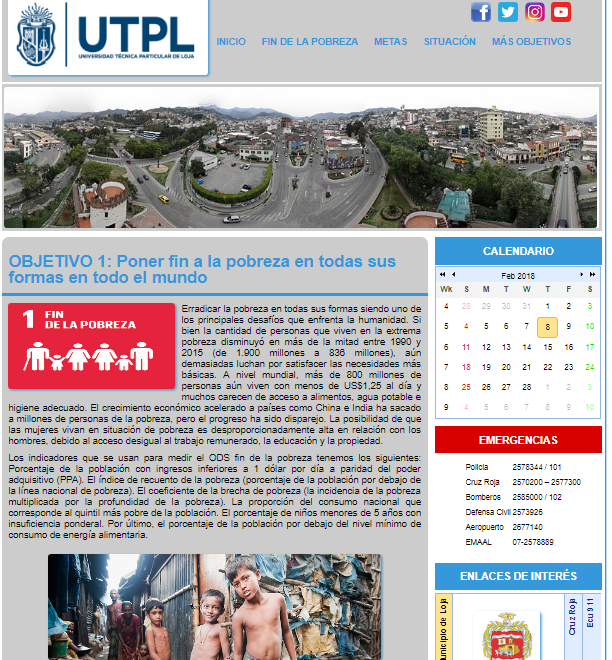 UTPL
UNIVERSIDAD TÉCNICA PARTICULAR DE LOJA
INICIO FIN DE LA POBREZA METAS SITUACIÓN MÁS OBJETIVOS
OBJETIVO 1: Poner fin a la pobreza en todas sus
formas en todo el mundo
1 FIN
DE LA POBREZA
Erradicar la pobreza en todas sus formas siendo uno de
los principales desafíos que enfrenta la humanidad. Si
bien la cantidad de personas que viven en la extrema
pobreza disminuyó en más de la mitad entre 1990 y
2015 (de 1.900 millones a 836 millones), aún
demasiadas luchan por satisfacer las necesidades más
básicas. A nivel mundial, más de 800 millones de
personas aún viven con menos de US$1,25 al día y
muchos carecen de acceso a alimentos, agua potable e
higiene adecuado. El crecimiento económico acelerado a países como China e India ha sacado
a millones de personas de la pobreza, pero el progreso ha sido disparejo. La posibilidad de que
las mujeres vivan en situación de pobreza es desproporcionadamente alta en relación con los
hombres, debido al acceso desigual al trabajo remunerado, la educación y la propiedad.
Los indicadores que se usan para medir el ODS fin de la pobreza tenemos los siguientes:
Porcentaje de la población con ingresos inferiores a 1 dólar por día a paridad del poder
adquisitivo (PPA). El índice de recuento de la pobreza (porcentaje de la población por debajo de
la línea nacional de pobreza). El coeficiente de la brecha de pobreza (la incidencia de la pobreza
multiplicada por la profundidad de la pobreza). La proporción del consumo nacional que
corresponde al quintil más pobre de la población. El porcentaje de niños menores de 5 años con
insuficiencia ponderal. Por último, el porcentaje de la población por debajo del nivel mínimo de
consumo de energía alimentaria.
CALENDARIO
Feb 2018
Wk S M T W T F S
4 28 29 30 31 1 2 3
5 4 5 6 7 8 9 10
6 11 12 13 14 15 16 17
7 18 19 20 21 22 23 24
8 25 26 27 28 1 2 3
9 4 5 6 7 8 9 10
EMERGENCIAS
Policia 2578344 / 101
Cruz Roja 2570200 – 2577300
Bomberos 2585000 / 102
Defensa Civil 2573926
Aeropuerto 2677140
EMAAL 07-2578889
ENLACES DE INTERÉS
unicipio de Loja
Cruz Roja
Ecu 911